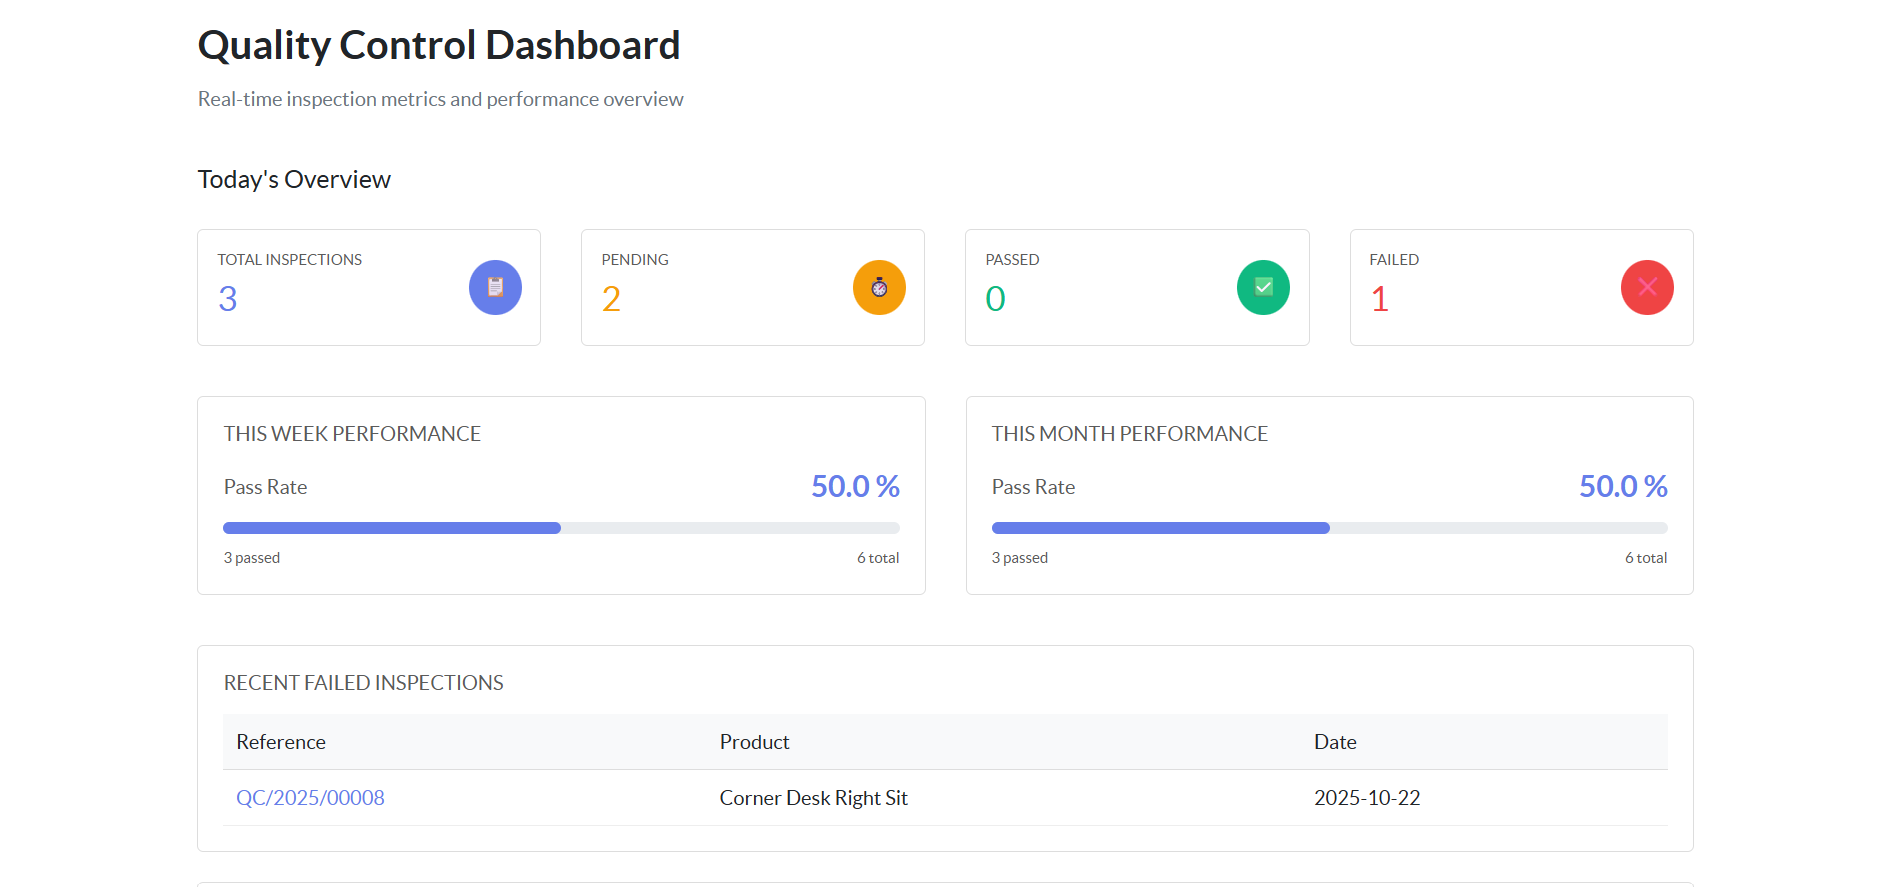 Quality Control Dashboard
Real-time inspection metrics and performance overview
Today's Overview
TOTAL INSPECTIONS
3
PENDING
2
PASSED
0
FAILED
1
THIS WEEK PERFORMANCE
Pass Rate
50.0 %
3 passed
6 total
THIS MONTH PERFORMANCE
Pass Rate
50.0 %
3 passed
6 total
RECENT FAILED INSPECTIONS
Reference Product Date
QC/2025/00008 Corner Desk Right Sit 2025-10-22